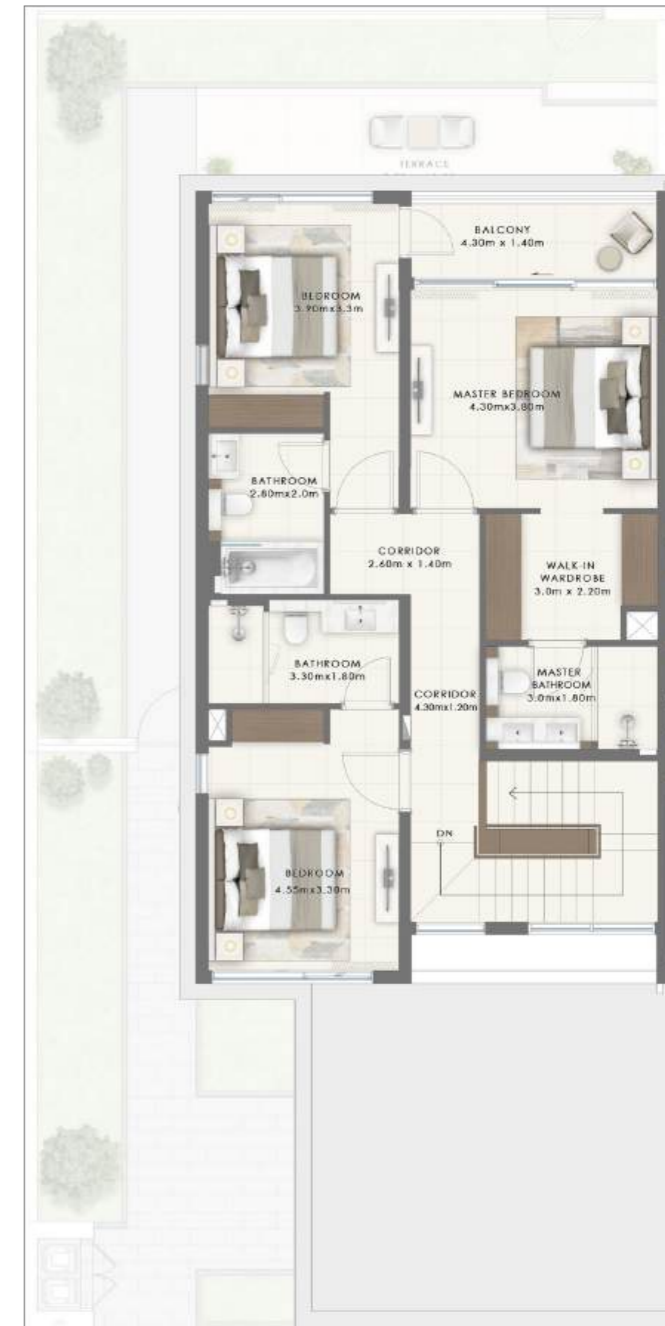 TERRACE
BALCONY
4.30m x 1.40m
BEDROOM
3.90mx3.3m
MASTER BEDROOM
4.30mx3.80m
BATHROOM
2.80mx2.0m
CORRIDOR
2.60m x 1.40m
WALK-IN
WARDROBE
3.0m x 2.20m
BATHROOM
3.30mx1.80m
MASTER
BATHROOM
3.0mx1.80m
CORRIDOR
4.30mx1.20m
DN
BEDROOM
4.55mx3.30m